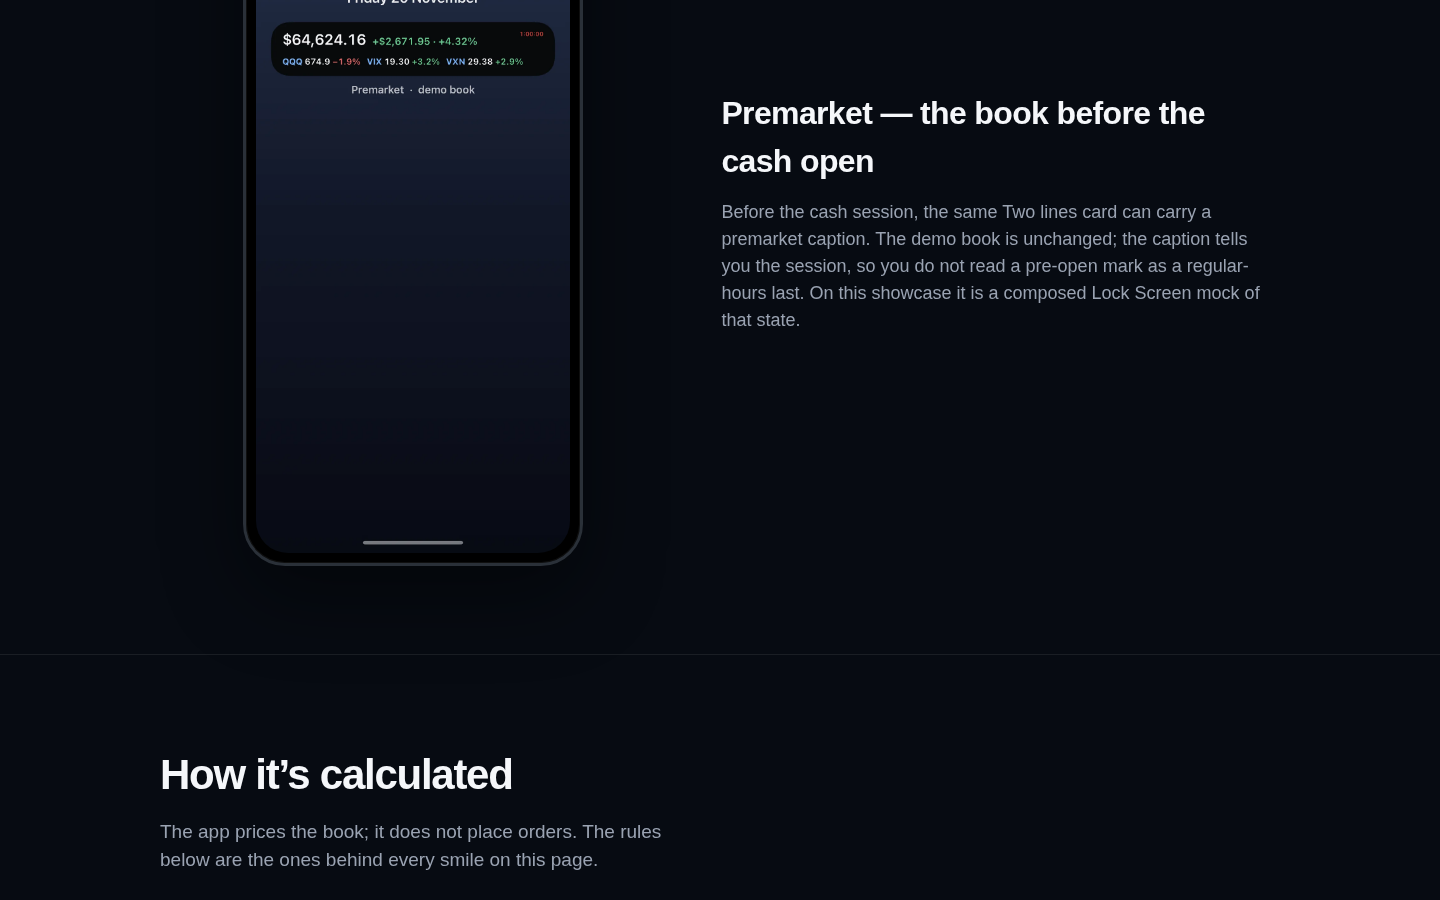 $64,624.16 +$2,671.95 · +4.32% 1:00:00
QQQ 674.9 −1.9% VIX 19.30 +3.2% VXN 29.38 +2.9%
Premarket · demo book
Premarket — the book before the
cash open
Before the cash session, the same Two lines card can carry a
premarket caption. The demo book is unchanged; the caption tells
you the session, so you do not read a pre-open mark as a regular-
hours last. On this showcase it is a composed Lock Screen mock of
that state.
How it’s calculated
The app prices the book; it does not place orders. The rules
below are the ones behind every smile on this page.